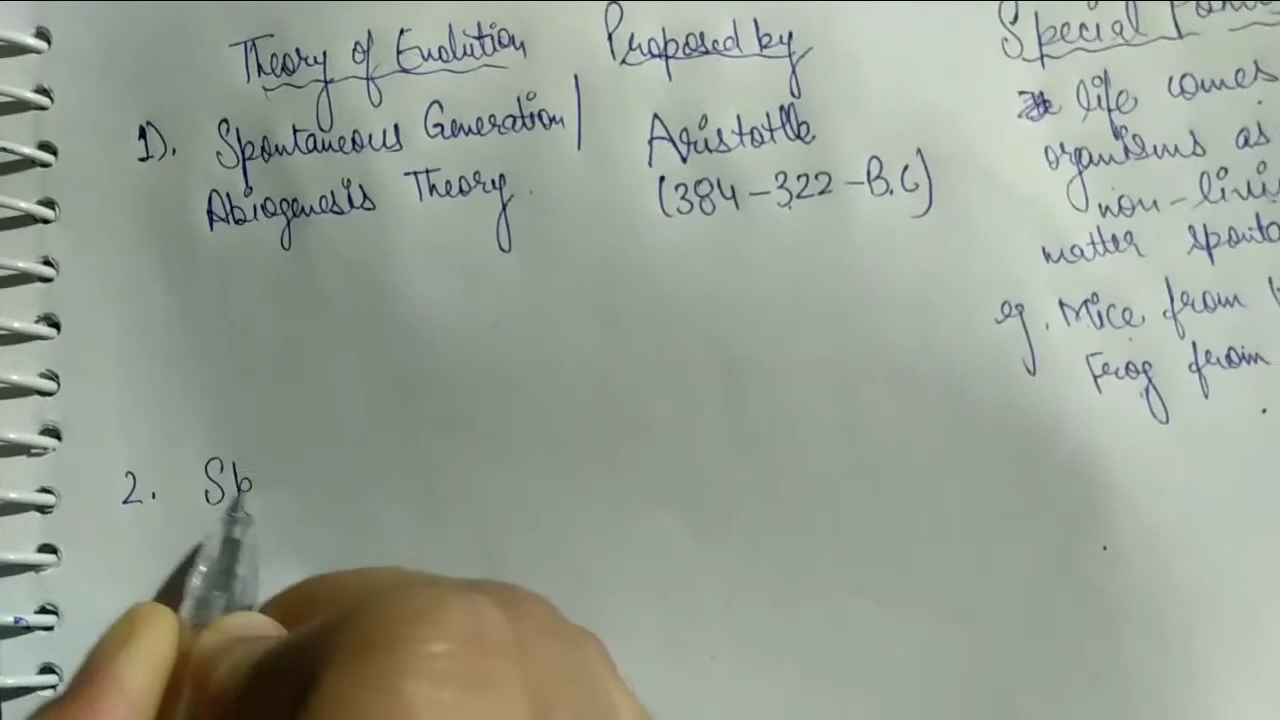 Theory of Evolution Proposed by Special
1). Spontaneous Generation/ Aristotle life comes
Abiogenesis Theory. (384-322-B.C) organisms as
non-livi
matter sponta
eg. Mice from
Frog from
2. Sp